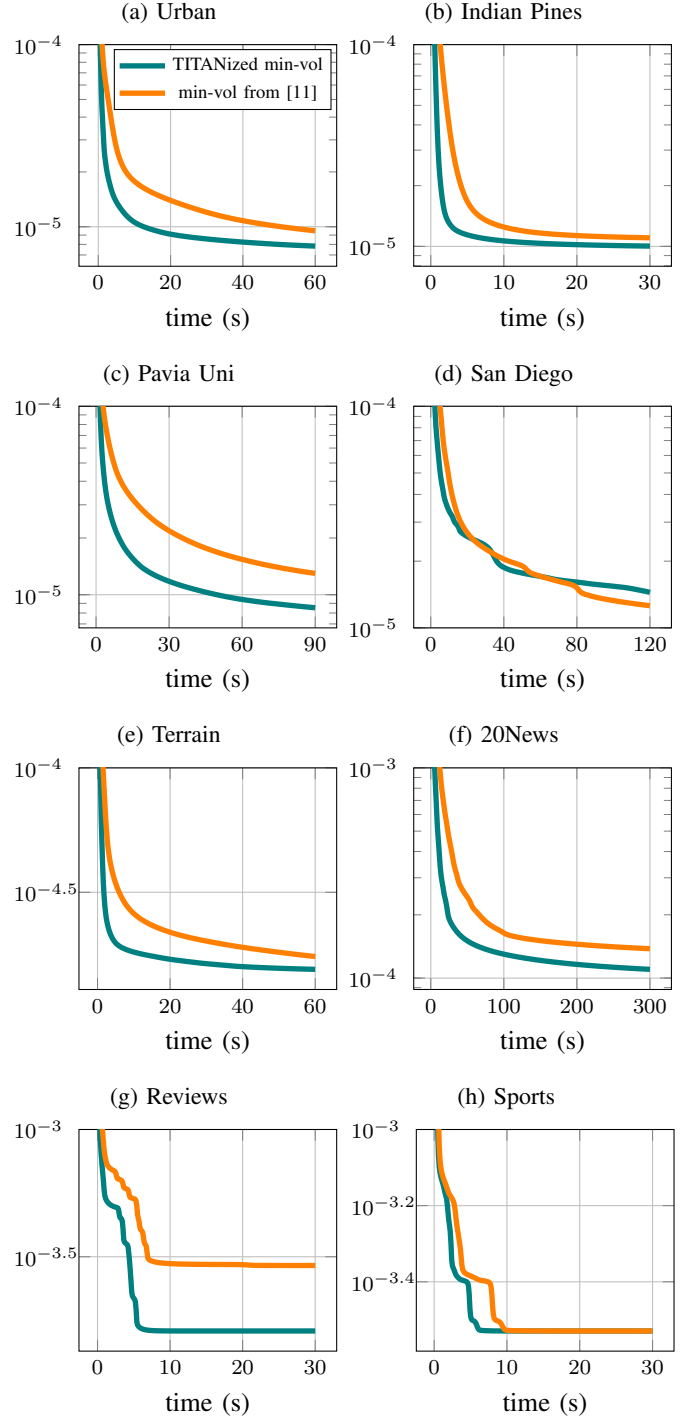 (a) Urban
(b) Indian Pines
10^{-4}
10^{-5}
TITANized min-vol
min-vol from [11]
0 20 40 60
time (s)
10^{-4}
10^{-5}
0 10 20 30
time (s)
(c) Pavia Uni
(d) San Diego
10^{-4}
10^{-5}
0 30 60 90
time (s)
10^{-4}
10^{-5}
0 40 80 120
time (s)
(e) Terrain
(f) 20News
10^{-4}
10^{-4.5}
0 20 40 60
time (s)
10^{-3}
10^{-4}
0 100 200 300
time (s)
(g) Reviews
(h) Sports
10^{-3}
10^{-3.5}
0 10 20 30
time (s)
10^{-3}
10^{-3.2}
10^{-3.4}
0 10 20 30
time (s)